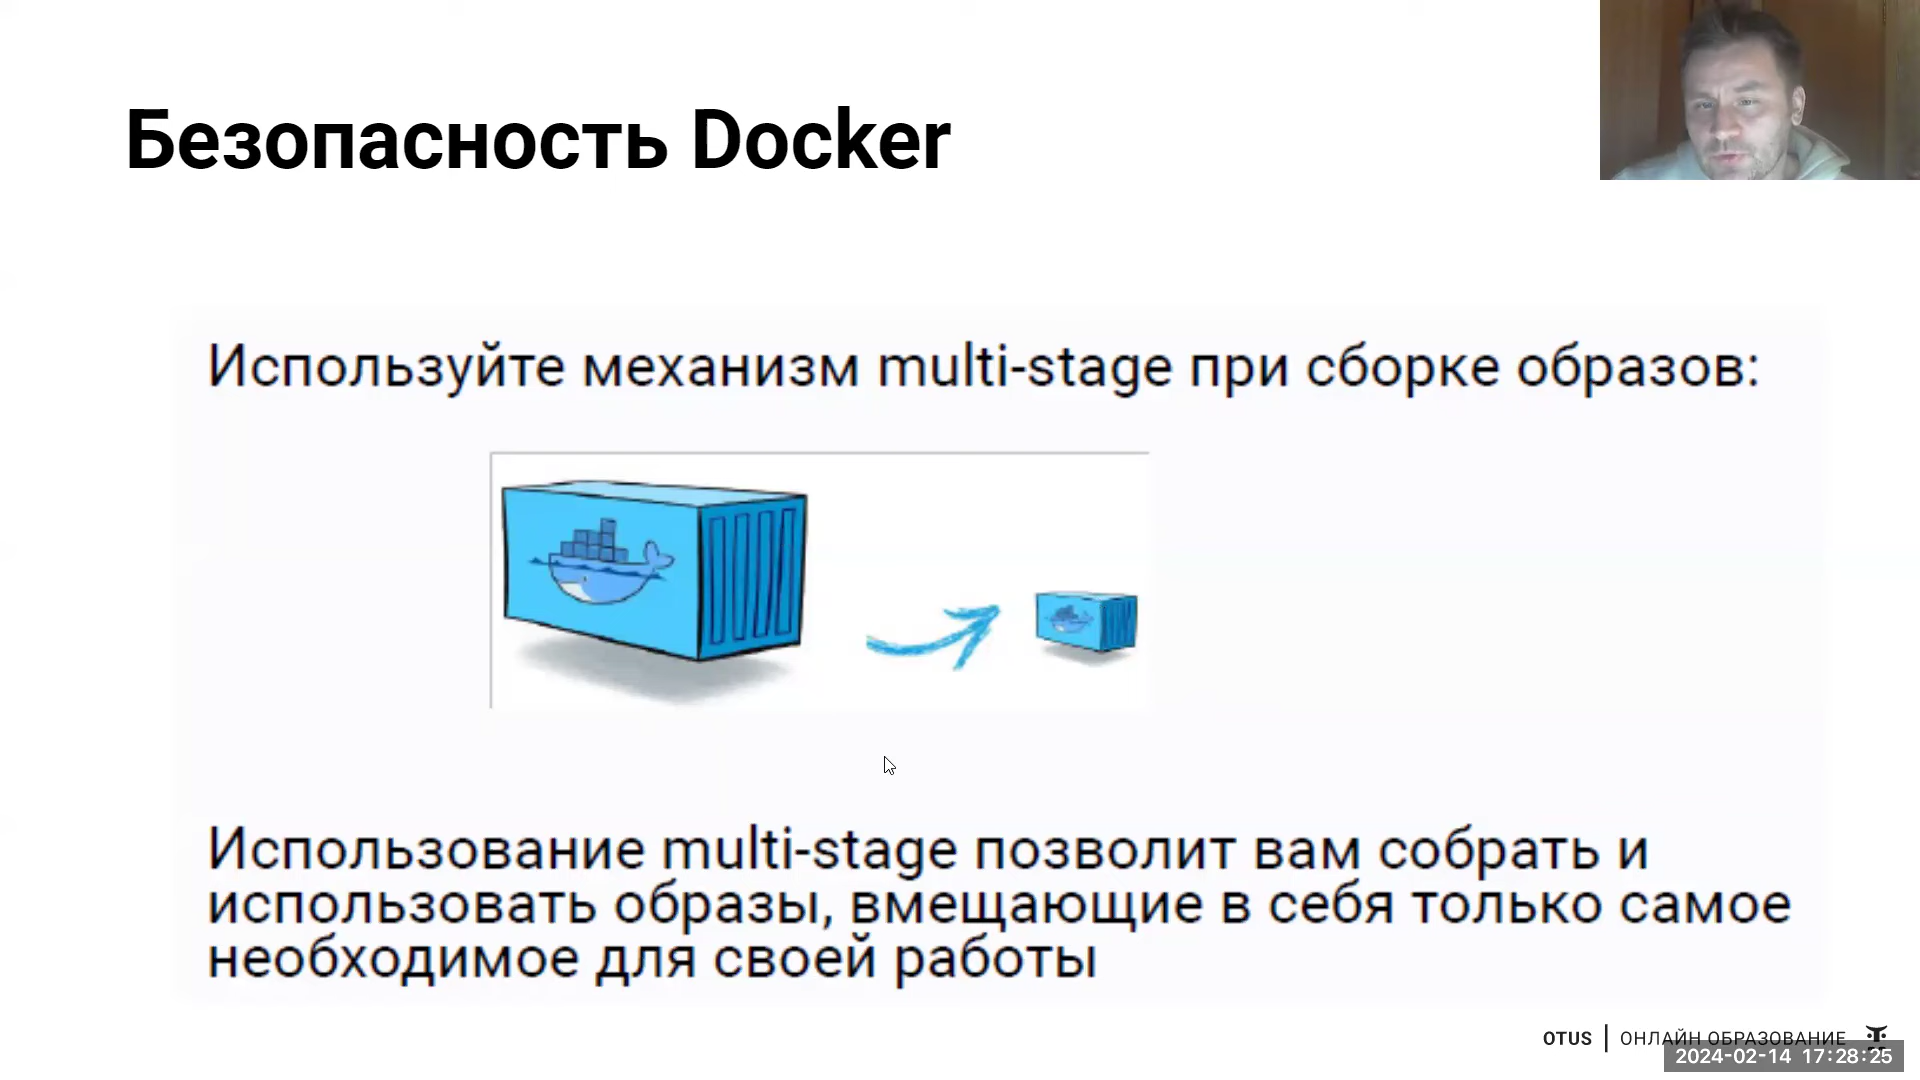 Безопасность Docker
Используйте механизм multi-stage при сборке образов:
Использование multi-stage позволит вам собрать и
использовать образы, вмещающие в себя только самое
необходимое для своей работы
OTUS | ОНЛАЙН ОБРАЗОВАНИЕ
2024-02-14 17:28:25